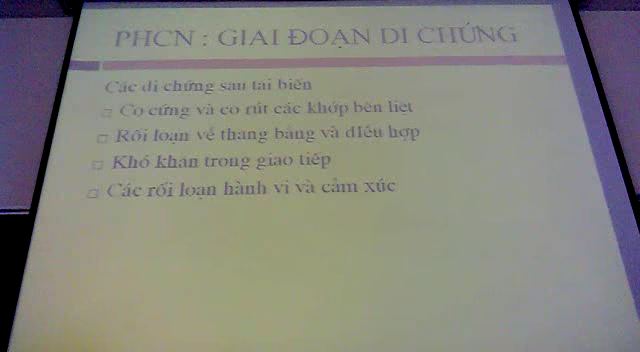 PHCN : GIAI ĐOẠN DI CHỨNG
Các di chứng sau tai biến
Co cứng và co rút các khớp bên liệt
Rối loạn về thăng bằng và điều hợp
Khó khăn trong giao tiếp
Các rối loạn hành vi và cảm xúc